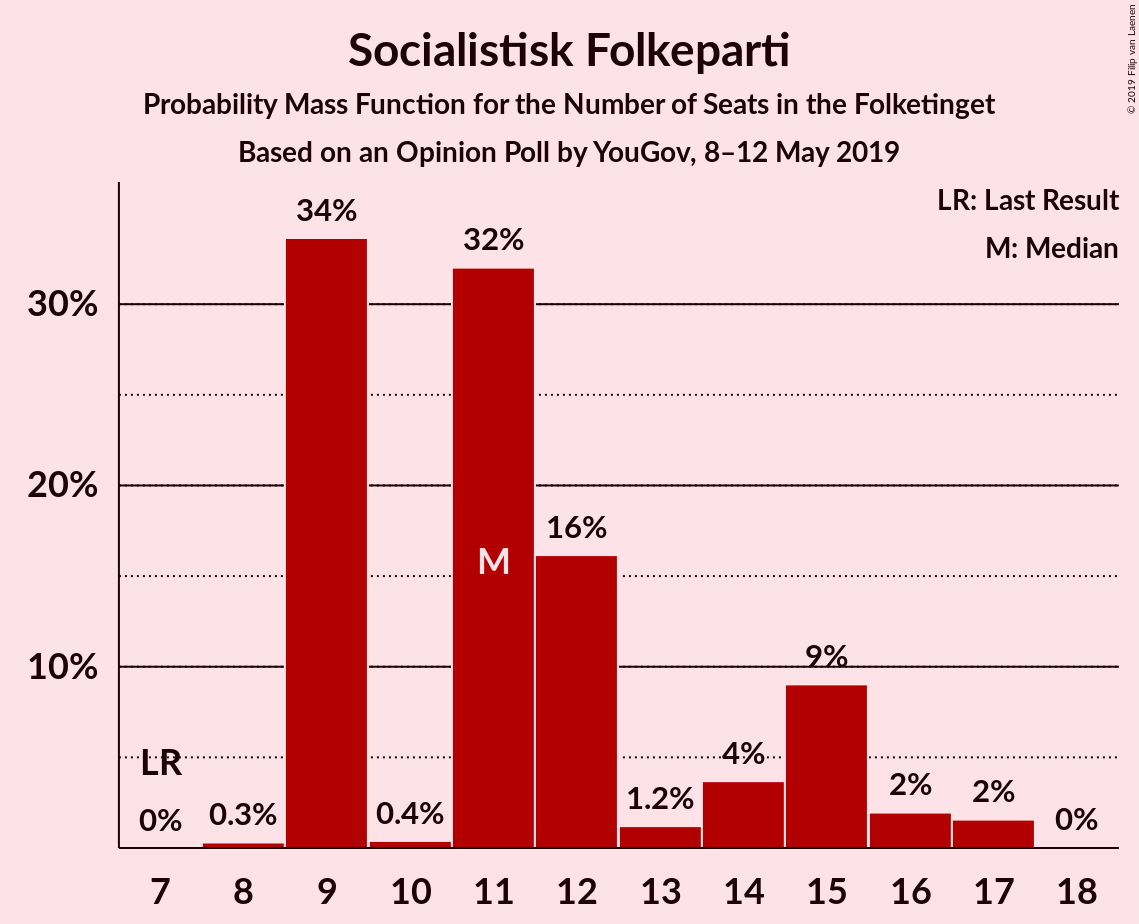 Socialistisk Folkeparti
Probability Mass Function for the Number of Seats in the Folketinget
Based on an Opinion Poll by YouGov, 8–12 May 2019
© 2019 Filip van Laenen
LR: Last Result
M: Median
34%
32%
30%
20%
16%
M
10%
9%
LR
4%
0%
0.3%
0.4%
1.2%
2%
2%
0%
7 8 9 10 11 12 13 14 15 16 17 18